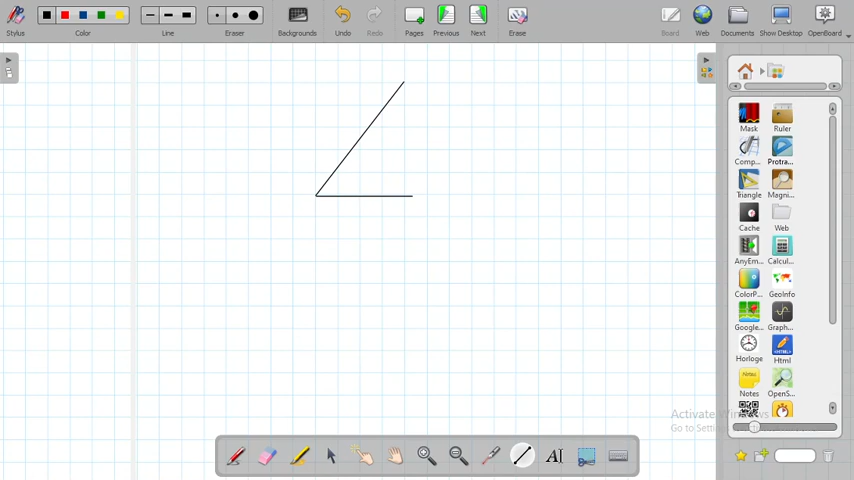 Stylus Color Line Eraser Backgrounds Undo Redo Pages Previous Next Erase Board Web Documents Show Desktop OpenBoard
Mask Ruler
Comp... Protra...
Triangle Magni...
Cache Web
AnyEm... Calcul...
ColorP... GeoInfo
Google... Graph...
Horloge Html
Notes
Notes OpenS...
Activate Windows
Go to Settin
AI